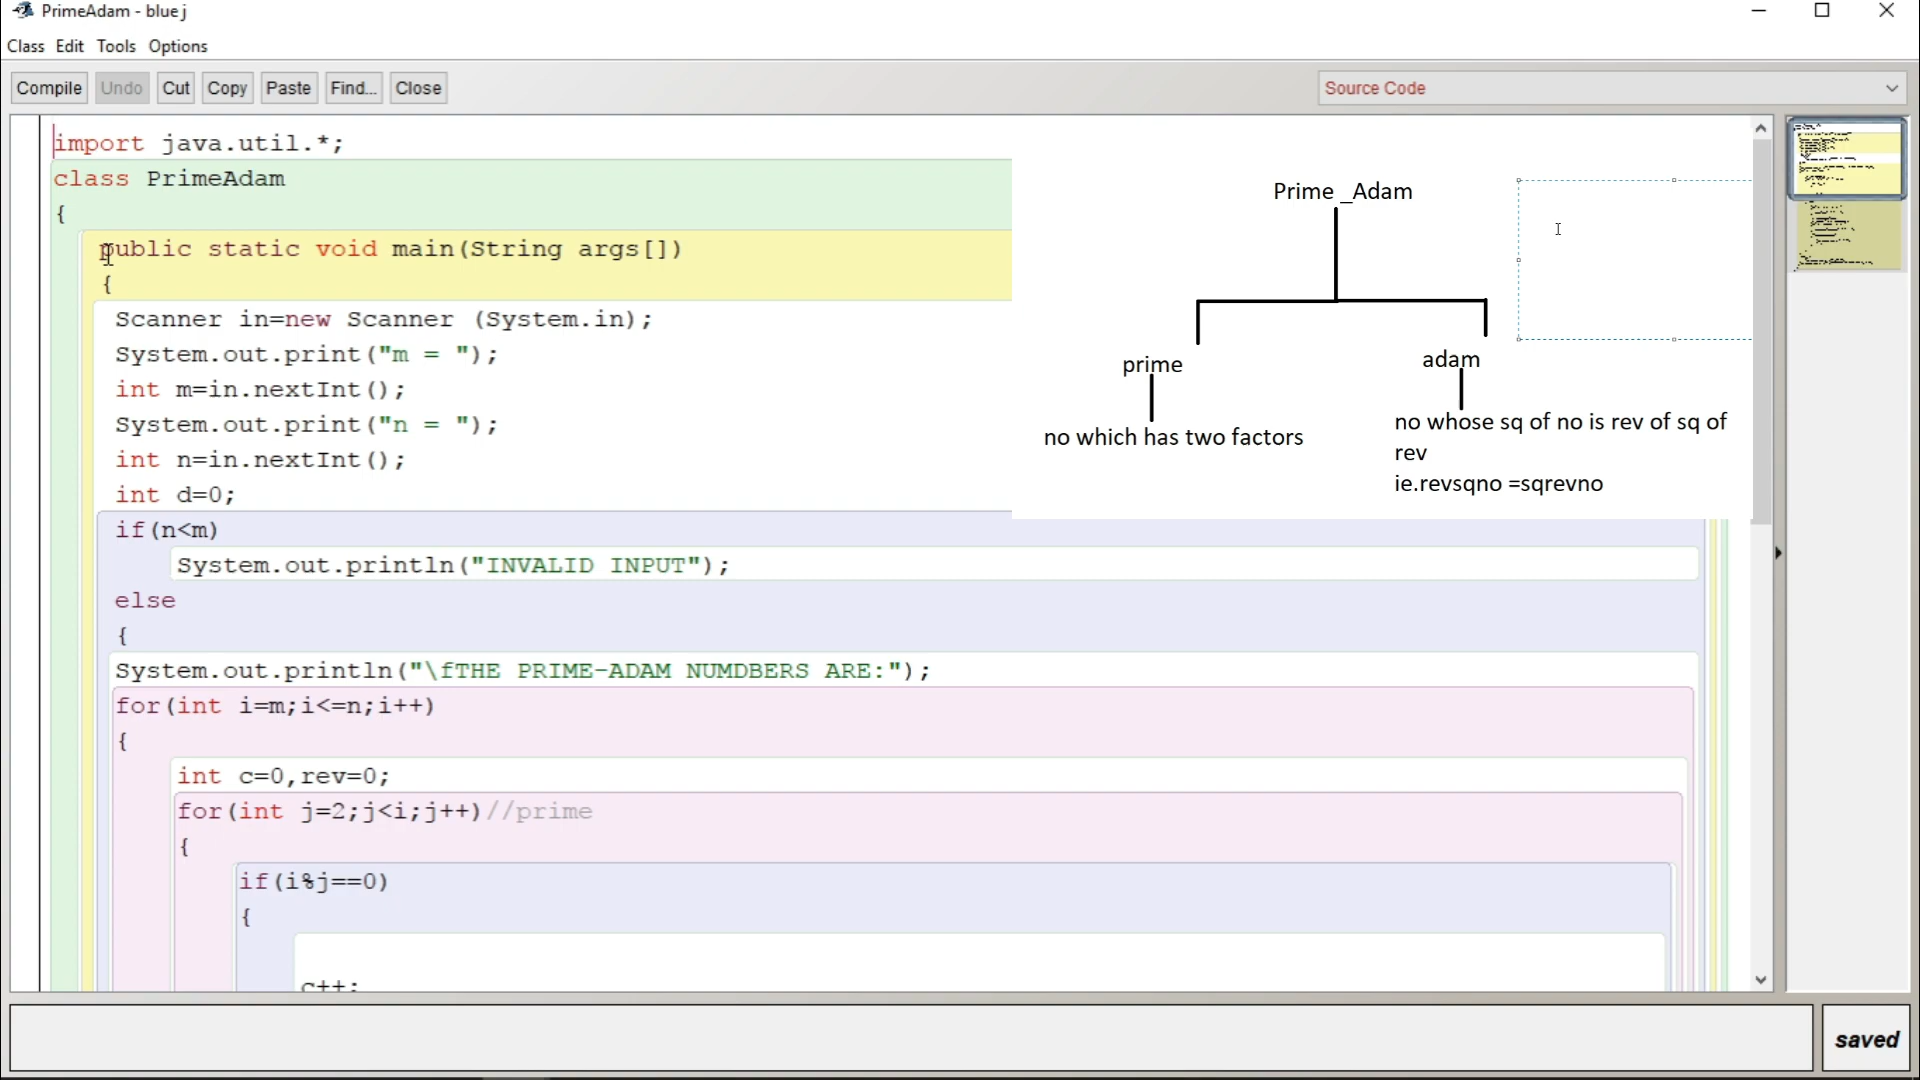 PrimeAdam - bluej
Class Edit Tools Options
Compile Undo Cut Copy Paste Find... Close
Source Code
import java.util.*;
class PrimeAdam
{
public static void main(String args[])
{
Scanner in=new Scanner (System.in);
System.out.print("m = ");
int m=in.nextInt();
System.out.print("n = ");
int n=in.nextInt();
int d=0;
if(n<m)
System.out.println("INVALID INPUT");
else
{
System.out.println("\fTHE PRIME-ADAM NUMDBERS ARE:");
for(int i=m;i<=n;i++)
{
int c=0,rev=0;
for(int j=2;j<i;j++)//prime
{
if(i%j==0)
{
c++;
Prime _Adam
prime
adam
no which has two factors
no whose sq of no is rev of sq of
rev
ie.revsqno =sqrevno
saved